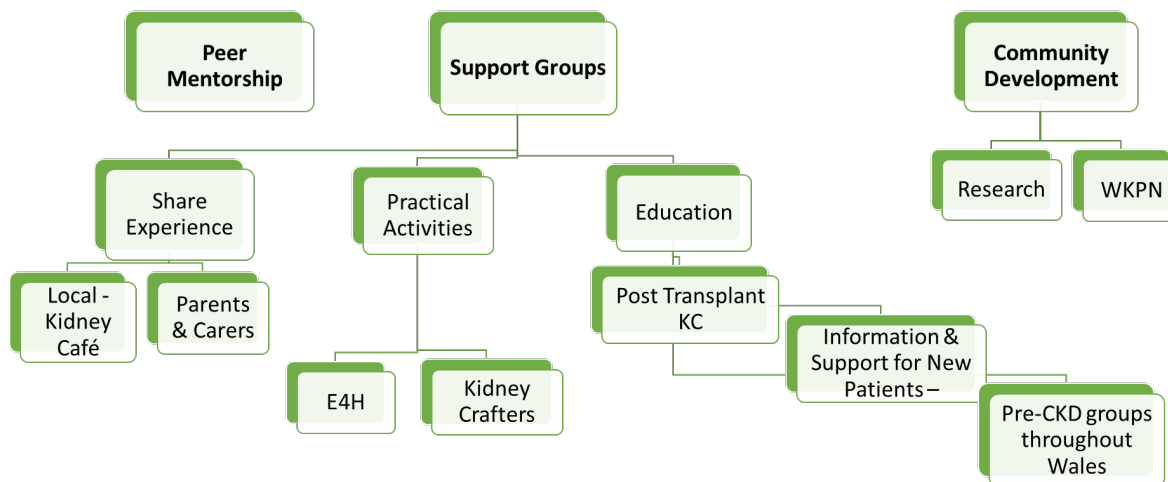 Peer
Mentorship
Support Groups
Community
Development
Share
Experience
Practical
Activities
Education
Research
WKPN
Local -
Kidney
Café
Parents
& Carers
Post Transplant
KC
Information &
Support for New
Patients –
E4H
Kidney
Crafters
Pre-CKD groups
throughout
Wales